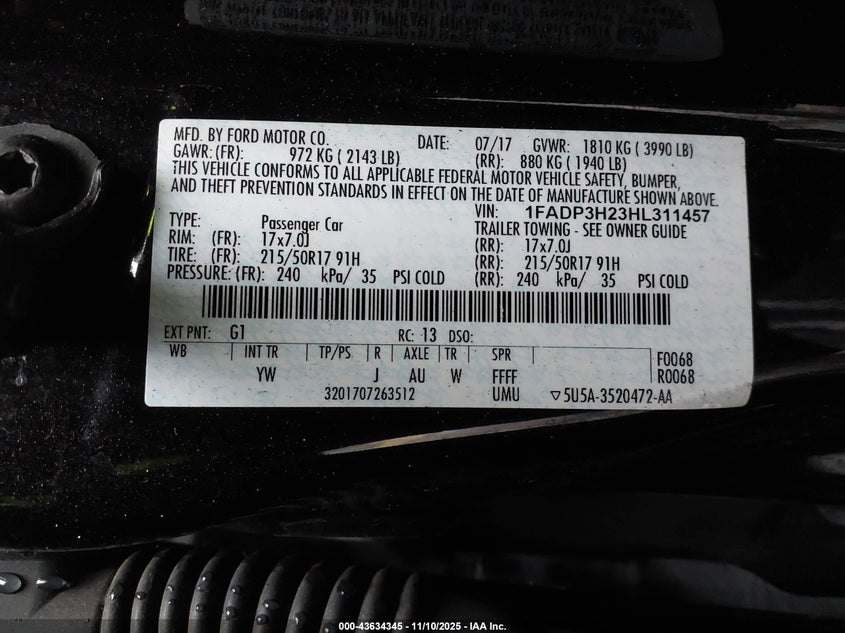 MFD. BY FORD MOTOR CO. DATE: 07/17 GVWR: 1810 KG ( 3990 LB)
GAWR: (FR): 972 KG ( 2143 LB) (RR): 880 KG ( 1940 LB)
THIS VEHICLE CONFORMS TO ALL APPLICABLE FEDERAL MOTOR VEHICLE SAFETY, BUMPER,
AND THEFT PREVENTION STANDARDS IN EFFECT ON THE DATE OF MANUFACTURE SHOWN ABOVE.
VIN: 1FADP3H23HL311457
TYPE: Passenger Car TRAILER TOWING - SEE OWNER GUIDE
RIM: (FR): 17x7.0J (RR): 17x7.0J
TIRE: (FR): 215/50R17 91H (RR): 215/50R17 91H
PRESSURE: (FR): 240 kPa/ 35 PSI COLD (RR): 240 kPa/ 35 PSI COLD
EXT PNT: G1 RC: 13 DSO:
WB INT TR TP/PS R AXLE TR SPR F0068
YW J AU W FFFF R0068
3201707263512 UMU ▽5U5A-3520472-AA
000-43634345 — 11/10/2025 — IAA Inc.